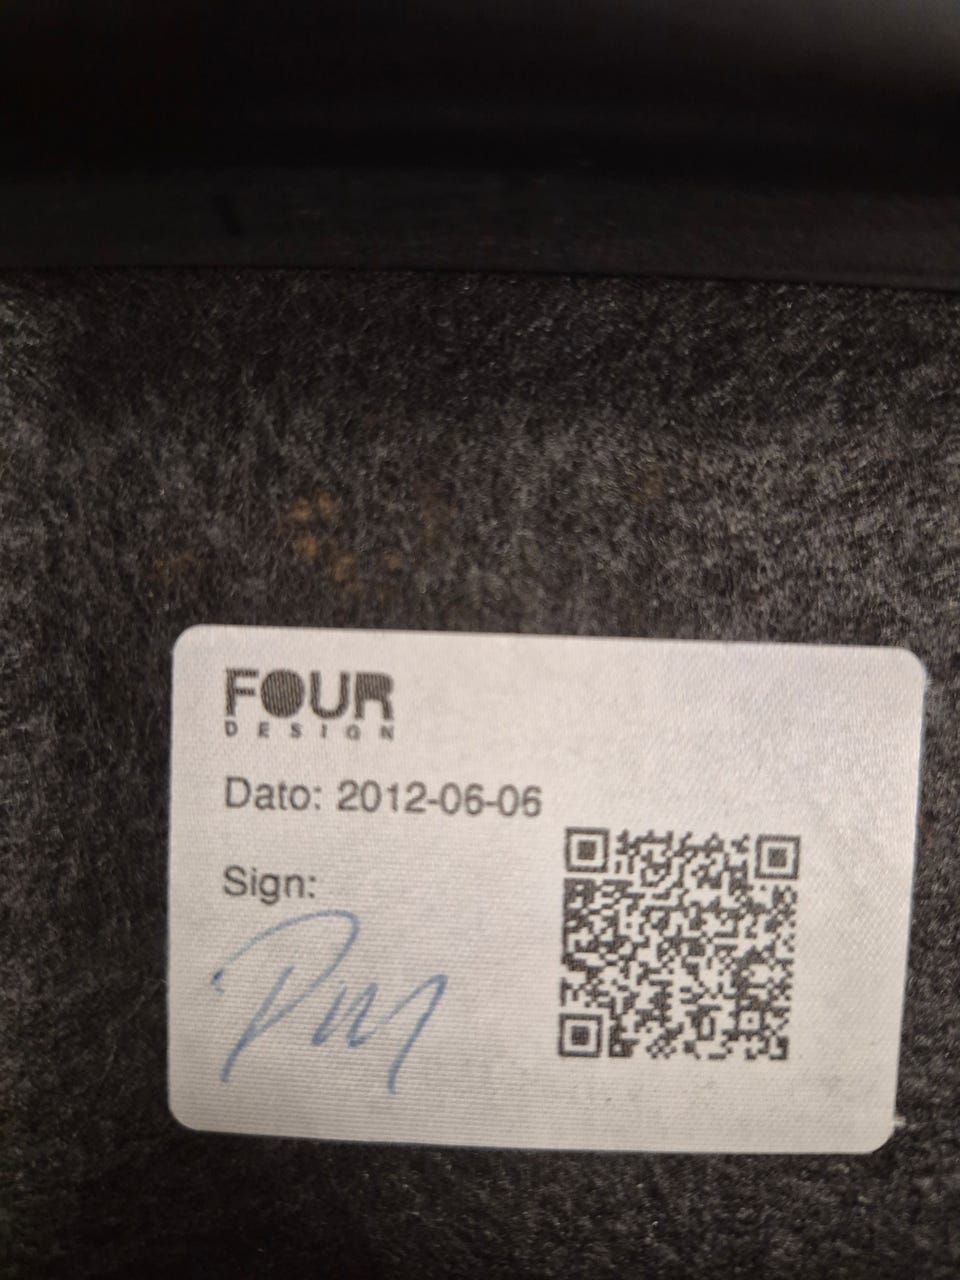 FOUR
DESIGN
Dato: 2012-06-06
Sign: